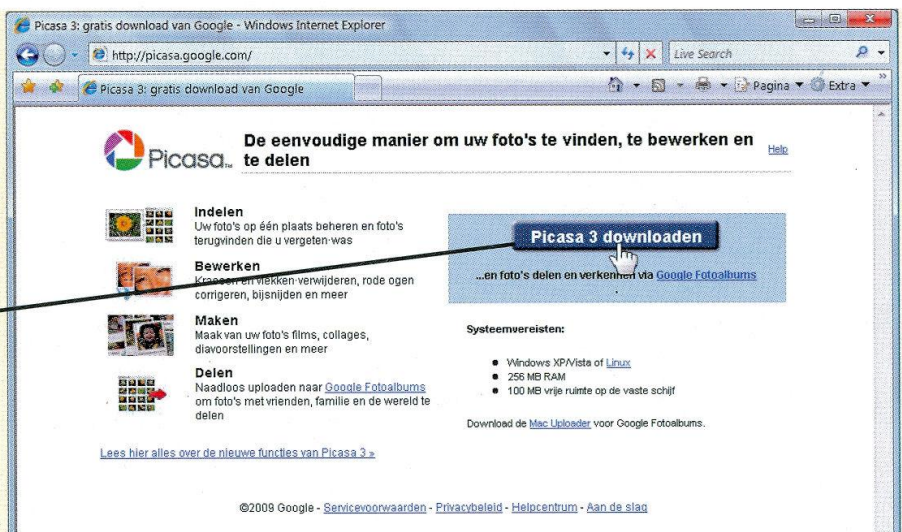 Picasa 3: gratis download van Google - Windows Internet Explorer
http://picasa.google.com/
Live Search
Picasa 3: gratis download van Google
Pagina
Extra
Picasa™
De eenvoudige manier om uw foto's te vinden, te bewerken en
te delen
Help
Indelen
Uw foto's op één plaats beheren en foto's
terugvinden die u vergeten was
Bewerken
Krassen en vlekken verwijderen, rode ogen
corrigeren, bijsnijden en meer
Maken
Maak van uw foto's films, collages,
diavoorstellingen en meer
Delen
Naadloos uploaden naar Google Fotoalbums
om foto's met vrienden, familie en de wereld te
delen
Lees hier alles over de nieuwe functies van Picasa 3 »
Picasa 3 downloaden
...en foto's delen en verkennen via Google Fotoalbums
Systeemvereisten:
Windows XP/Vista of Linux
256 MB RAM
100 MB vrije ruimte op de vaste schijf
Download de Mac Uploader voor Google Fotoalbums.
©2009 Google - Servicevoorwaarden - Privacybeleid - Helpcentrum - Aan de slag